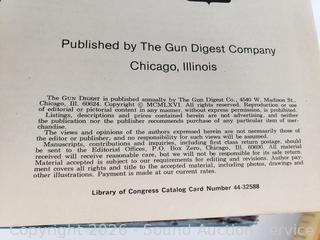 Published by The Gun Digest Company
Chicago, Illinois
The Gun Digest is published annually by The Gun Digest Co., 4540 W. Madison St.,
Chicago, Ill. 60624. Copyright © MCMLXVI. All rights reserved. Reproduction or use
of editorial or pictorial content in any manner, without express permission, is prohibited.
Listings, descriptions and prices contained herein are not advertising, and neither
the publication nor the publisher recommends purchase of any particular item of mer-
chandise.
The views and opinions of the authors expressed herein are not necessarily those of
the editor or publisher, and no responsibility for such views will be assumed.
Manuscripts, contributions and inquiries, including first class return postage, should
be sent to the Editorial Offices, P.O. Box Zero, Chicago, Ill. 60690. All material
received will receive reasonable care, but we will not be responsible for its safe return.
Material accepted is subject to our requirements for editing and revisions. Author pay-
ment covers all rights and title to the accepted material, including photos, drawings and
other illustrations. Payment is made at our current rates.
Library of Congress Catalog Card Number 44-32588
Copyright 2026 - Sound Auction Service